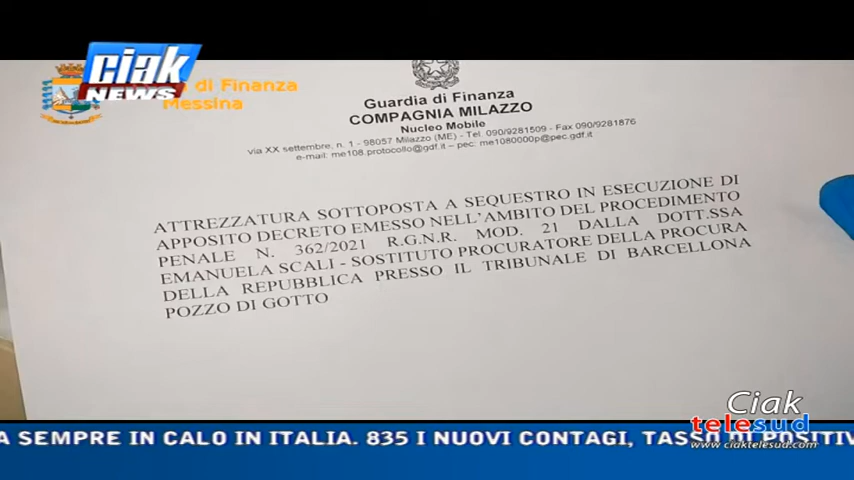 ciak
NEWS
di Finanza
Messina
Guardia di Finanza
COMPAGNIA MILAZZO
Nucleo Mobile
via XX settembre, n. 1 - 98057 Milazzo (ME) - Tel. 090/9281509 - Fax 090/9281876
e-mail: me108.protocollo@gdf.it – pec: me1080000p@pec.gdf.it
ATTREZZATURA SOTTOPOSTA A SEQUESTRO IN ESECUZIONE DI
APPOSITO DECRETO EMESSO NELL'AMBITO DEL PROCEDIMENTO
PENALE N. 362/2021 R.G.N.R. MOD. 21 DALLA DOTT.SSA
EMANUELA SCALI - SOSTITUTO PROCURATORE DELLA PROCURA
DELLA REPUBBLICA PRESSO IL TRIBUNALE DI BARCELLONA
POZZO DI GOTTO
Ciak
telesud
www.ciaktelesud.com
A SEMPRE IN CALO IN ITALIA. 835 I NUOVI CONTAGI, TASSO DI POSITIV